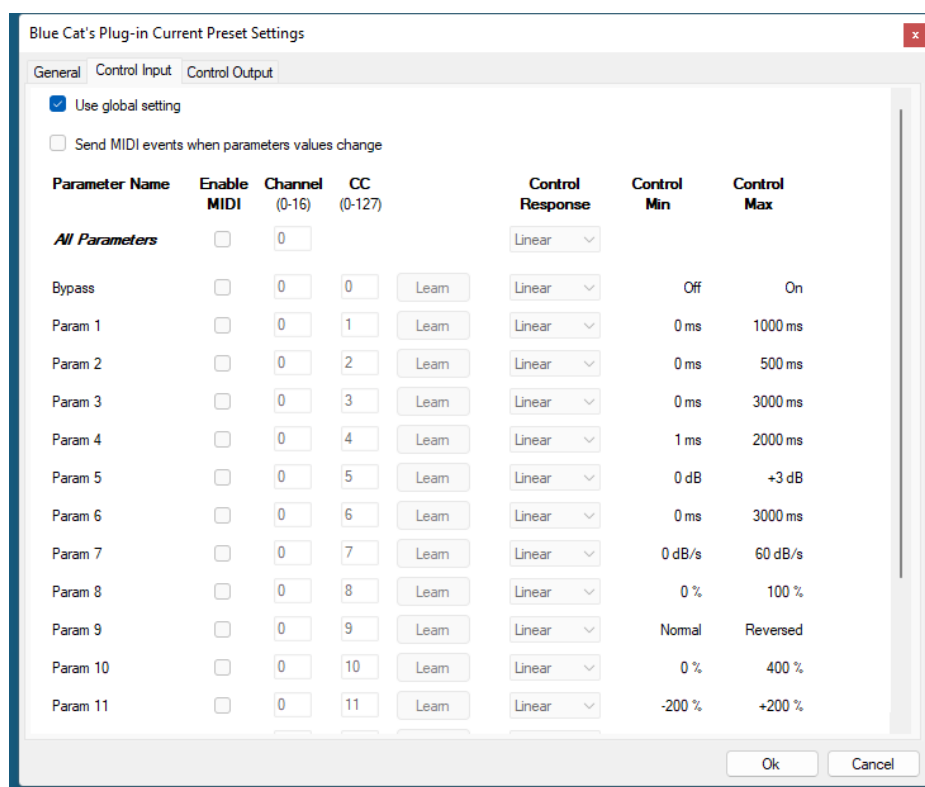 Blue Cat's Plug-in Current Preset Settings
x
General Control Input Control Output
Use global setting
Send MIDI events when parameters values change
Parameter Name Enable Channel CC Control Control Control
MIDI (0-16) (0-127) Response Min Max
All Parameters 0 Linear
Bypass 0 0 Learn Linear Off On
Param 1 0 1 Learn Linear 0 ms 1000 ms
Param 2 0 2 Learn Linear 0 ms 500 ms
Param 3 0 3 Learn Linear 0 ms 3000 ms
Param 4 0 4 Learn Linear 1 ms 2000 ms
Param 5 0 5 Learn Linear 0 dB +3 dB
Param 6 0 6 Learn Linear 0 ms 3000 ms
Param 7 0 7 Learn Linear 0 dB/s 60 dB/s
Param 8 0 8 Learn Linear 0 % 100 %
Param 9 0 9 Learn Linear Normal Reversed
Param 10 0 10 Learn Linear 0 % 400 %
Param 11 0 11 Learn Linear -200 % +200 %
Ok Cancel